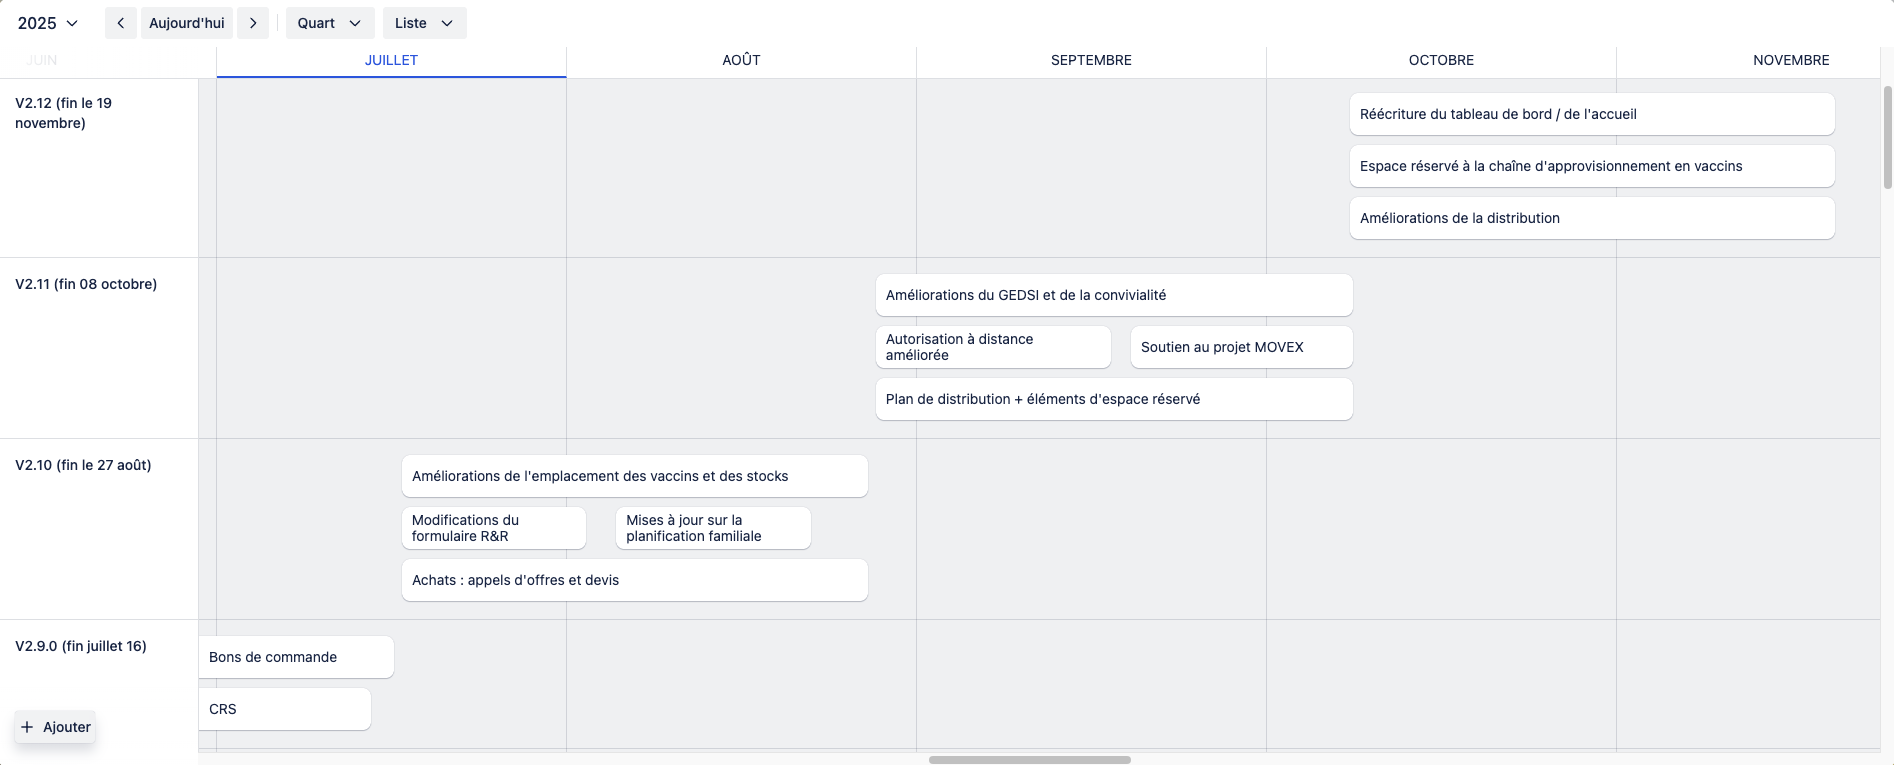 2025
Aujourd'hui
Quart
Liste
JUIN
JUILLET
AOÛT
SEPTEMBRE
OCTOBRE
NOVEMBRE
V2.12 (fin le 19
novembre)
Réécriture du tableau de bord / de l'accueil
Espace réservé à la chaîne d'approvisionnement en vaccins
Améliorations de la distribution
V2.11 (fin 08 octobre)
Améliorations du GEDSI et de la convivialité
Autorisation à distance
améliorée
Soutien au projet MOVEX
Plan de distribution + éléments d'espace réservé
V2.10 (fin le 27 août)
Améliorations de l'emplacement des vaccins et des stocks
Modifications du
formulaire R&R
Mises à jour sur la
planification familiale
Achats : appels d'offres et devis
V2.9.0 (fin juillet 16)
Bons de commande
CRS
Ajouter